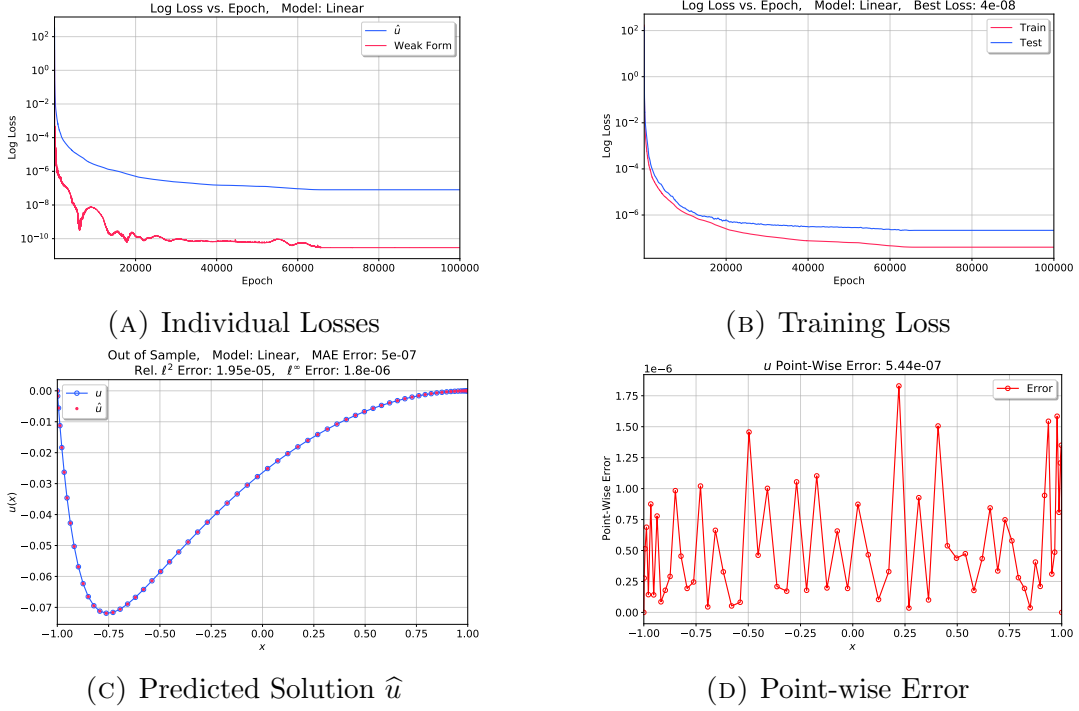 Log Loss vs. Epoch,   Model: Linear
10²
10⁰
10⁻²
10⁻⁴
10⁻⁶
10⁻⁸
10⁻¹⁰
Log Loss
û
Weak Form
20000 40000 60000 80000 100000
Epoch
(A) Individual Losses
Log Loss vs. Epoch,   Model: Linear,   Best Loss: 4e-08
10²
10⁰
10⁻²
10⁻⁴
10⁻⁶
Log Loss
Train
Test
20000 40000 60000 80000 100000
Epoch
(B) Training Loss
Out of Sample,   Model: Linear,   MAE Error: 5e-07
Rel. ℓ² Error: 1.95e-05,   ℓ∞ Error: 1.8e-06
0.00
−0.01
−0.02
−0.03
−0.04
−0.05
−0.06
−0.07
u(x)
u
û
−1.00 −0.75 −0.50 −0.25 0.00 0.25 0.50 0.75 1.00
x
(C) Predicted Solution û
u Point-Wise Error: 5.44e-07
1e−6
1.75
1.50
1.25
1.00
0.75
0.50
0.25
0.00
Point-Wise Error
Error
−1.00 −0.75 −0.50 −0.25 0.00 0.25 0.50 0.75 1.00
x
(D) Point-wise Error